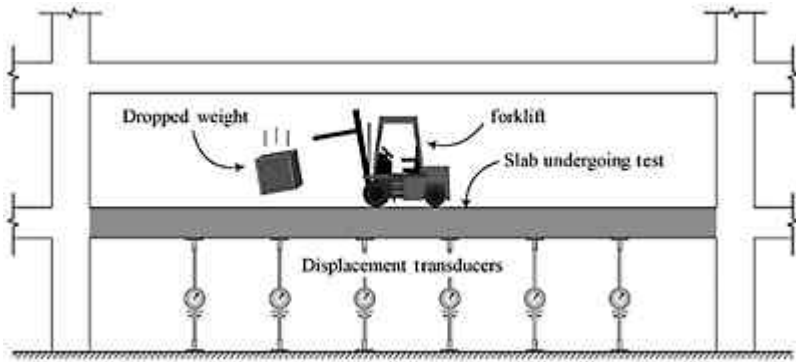 Dropped weight
forklift
Slab undergoing test
Displacement transducers